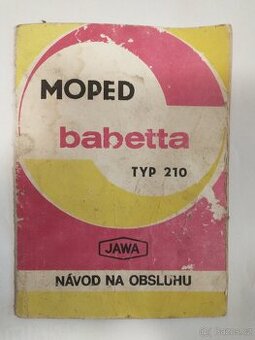 MOPED
babetta
TYP 210
JAWA
NÁVOD NA OBSLUHU